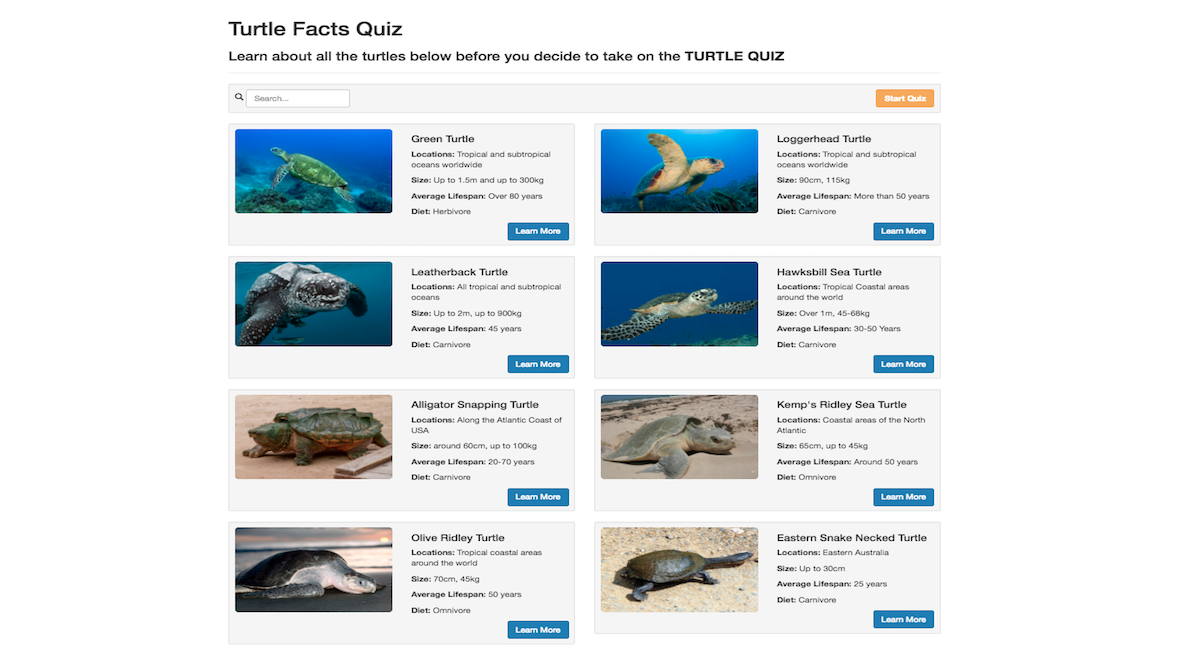 Turtle Facts Quiz
Learn about all the turtles below before you decide to take on the TURTLE QUIZ
Search...
Start Quiz
Green Turtle
Locations: Tropical and subtropical
oceans worldwide
Size: Up to 1.5m and up to 300kg
Average Lifespan: Over 80 years
Diet: Herbivore
Learn More
Loggerhead Turtle
Locations: Tropical and subtropical
oceans worldwide
Size: 90cm, 115kg
Average Lifespan: More than 50 years
Diet: Carnivore
Learn More
Leatherback Turtle
Locations: All tropical and subtropical
oceans
Size: Up to 2m, up to 900kg
Average Lifespan: 45 years
Diet: Carnivore
Learn More
Hawksbill Sea Turtle
Locations: Tropical Coastal areas
around the world
Size: Over 1m, 45-68kg
Average Lifespan: 30-50 Years
Diet: Carnivore
Learn More
Alligator Snapping Turtle
Locations: Along the Atlantic Coast of
USA
Size: around 60cm, up to 100kg
Average Lifespan: 20-70 years
Diet: Carnivore
Learn More
Kemp's Ridley Sea Turtle
Locations: Coastal areas of the North
Atlantic
Size: 65cm, up to 45kg
Average Lifespan: Around 50 years
Diet: Omnivore
Learn More
Olive Ridley Turtle
Locations: Tropical coastal areas
around the world
Size: 70cm, 45kg
Average Lifespan: 50 years
Diet: Omnivore
Learn More
Eastern Snake Necked Turtle
Locations: Eastern Australia
Size: Up to 30cm
Average Lifespan: 25 years
Diet: Carnivore
Learn More